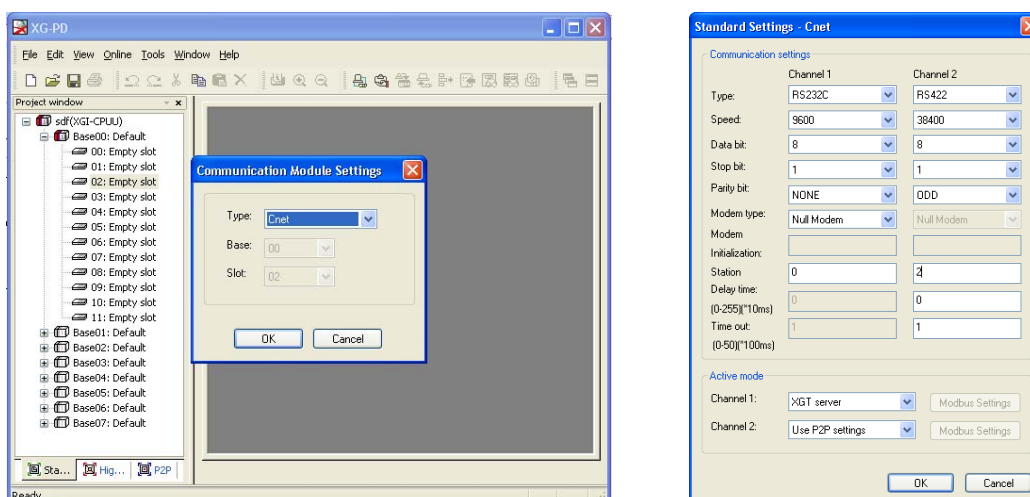 XG-PD
File Edit View Online Tools Window Help
Project window
sdf(XGI-CPUU)
Base00: Default
00: Empty slot
01: Empty slot
02: Empty slot
03: Empty slot
04: Empty slot
05: Empty slot
06: Empty slot
07: Empty slot
08: Empty slot
09: Empty slot
10: Empty slot
11: Empty slot
Base01: Default
Base02: Default
Base03: Default
Base04: Default
Base05: Default
Base06: Default
Base07: Default
Sta... Hig... P2P
Ready
Communication Module Settings
Type: Cnet
Base: 00
Slot: 02
OK Cancel
Standard Settings - Cnet
Communication settings
Channel 1 Channel 2
Type: RS232C RS422
Speed: 9600 38400
Data bit: 8 8
Stop bit: 1 1
Parity bit: NONE ODD
Modem type: Null Modem Null Modem
Modem
Initialization:
Station 0 2
Delay time:
(0-255)(*10ms) 0 0
Time out: 1 1
(0-50)(*100ms)
Active mode
Channel 1: XGT server Modbus Settings
Channel 2: Use P2P settings Modbus Settings
OK Cancel